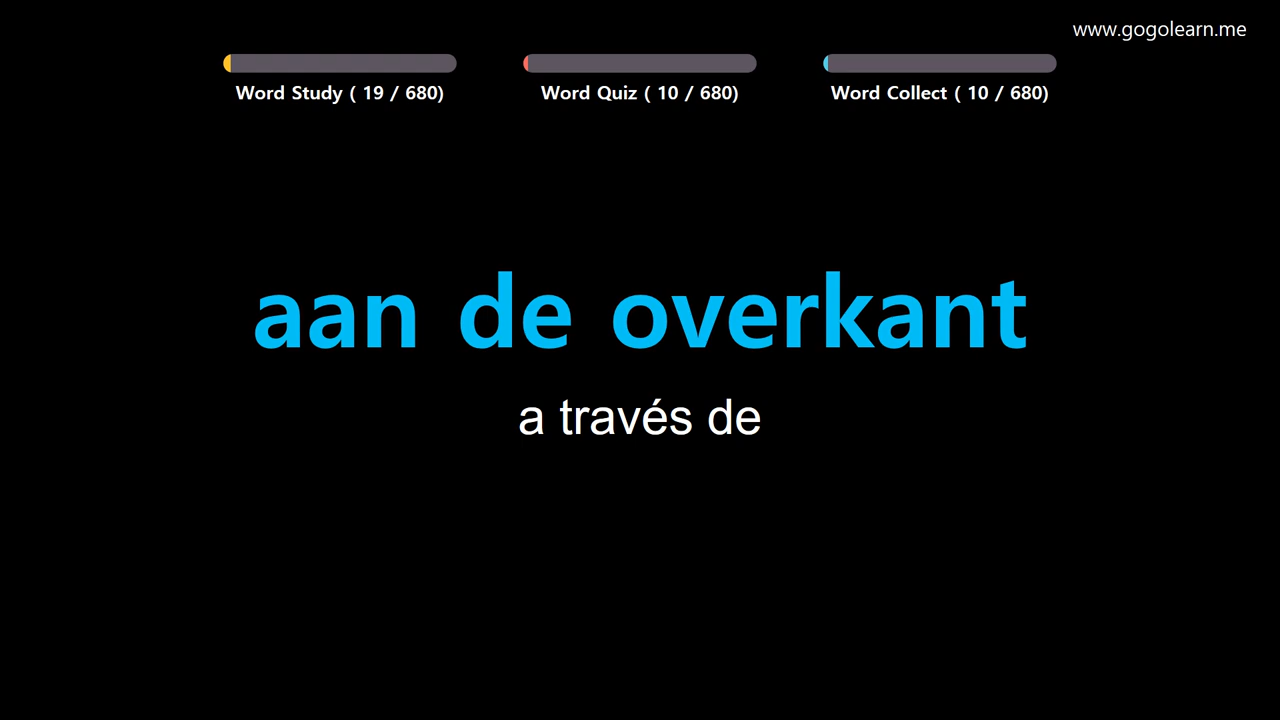 www.gogolearn.me
Word Study ( 19 / 680)
Word Quiz ( 10 / 680)
Word Collect ( 10 / 680)
aan de overkant
a través de